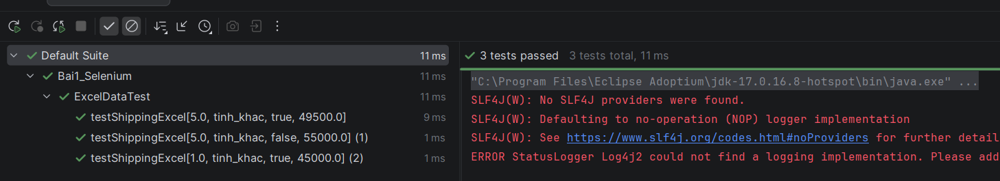 Default Suite 11 ms
Bai1_Selenium 11 ms
ExcelDataTest 11 ms
testShippingExcel[5.0, tinh_khac, true, 49500.0] 9 ms
testShippingExcel[5.0, tinh_khac, false, 55000.0] (1) 1 ms
testShippingExcel[1.0, tinh_khac, true, 45000.0] (2) 1 ms
3 tests passed 3 tests total, 11 ms
"C:\Program Files\Eclipse Adoptium\jdk-17.0.16.8-hotspot\bin\java.exe" ...
SLF4J(W): No SLF4J providers were found.
SLF4J(W): Defaulting to no-operation (NOP) logger implementation
SLF4J(W): See https://www.slf4j.org/codes.html#noProviders for further detail
ERROR StatusLogger Log4j2 could not find a logging implementation. Please add